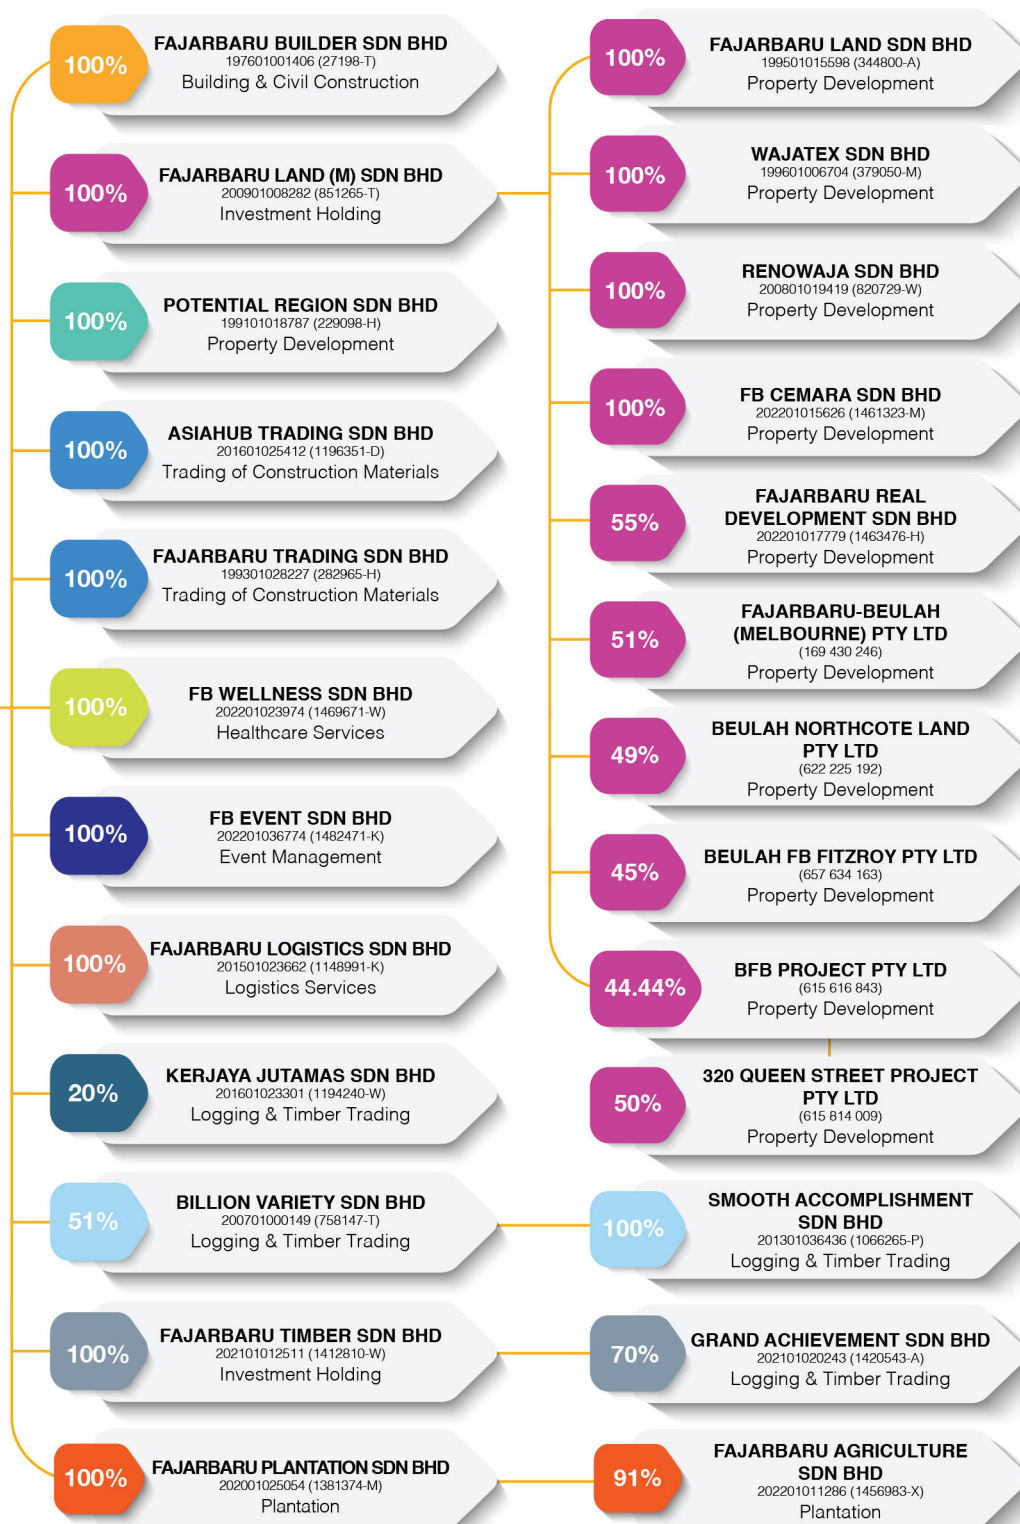 100%
FAJARBARU BUILDER SDN BHD
197601001406 (27198-T)
Building & Civil Construction
100%
FAJARBARU LAND (M) SDN BHD
200901008282 (851265-T)
Investment Holding
100%
POTENTIAL REGION SDN BHD
199101018787 (229098-H)
Property Development
100%
ASIAHUB TRADING SDN BHD
201601025412 (1196351-D)
Trading of Construction Materials
100%
FAJARBARU TRADING SDN BHD
199301028227 (282965-H)
Trading of Construction Materials
100%
FB WELLNESS SDN BHD
202201023974 (1469671-W)
Healthcare Services
100%
FB EVENT SDN BHD
202201036774 (1482471-K)
Event Management
100%
FAJARBARU LOGISTICS SDN BHD
201501023662 (1148991-K)
Logistics Services
20%
KERJAYA JUTAMAS SDN BHD
201601023301 (1194240-W)
Logging & Timber Trading
51%
BILLION VARIETY SDN BHD
200701000149 (758147-T)
Logging & Timber Trading
100%
FAJARBARU TIMBER SDN BHD
202101012511 (1412810-W)
Investment Holding
100%
FAJARBARU PLANTATION SDN BHD
202001025054 (1381374-M)
Plantation
100%
FAJARBARU LAND SDN BHD
199501015598 (344800-A)
Property Development
100%
WAJATEX SDN BHD
199601006704 (379050-M)
Property Development
100%
RENOWAJA SDN BHD
200801019419 (820729-W)
Property Development
100%
FB CEMARA SDN BHD
202201015626 (1461323-M)
Property Development
55%
FAJARBARU REAL
DEVELOPMENT SDN BHD
202201017779 (1463476-H)
Property Development
51%
FAJARBARU-BEULAH
(MELBOURNE) PTY LTD
(169 430 246)
Property Development
49%
BEULAH NORTHCOTE LAND
PTY LTD
(622 225 192)
Property Development
45%
BEULAH FB FITZROY PTY LTD
(657 634 163)
Property Development
44.44%
BFB PROJECT PTY LTD
(615 616 843)
Property Development
50%
320 QUEEN STREET PROJECT
PTY LTD
(615 814 009)
Property Development
100%
SMOOTH ACCOMPLISHMENT
SDN BHD
201301036436 (1066265-P)
Logging & Timber Trading
70%
GRAND ACHIEVEMENT SDN BHD
202101020243 (1420543-A)
Logging & Timber Trading
91%
FAJARBARU AGRICULTURE
SDN BHD
202201011286 (1456983-X)
Plantation